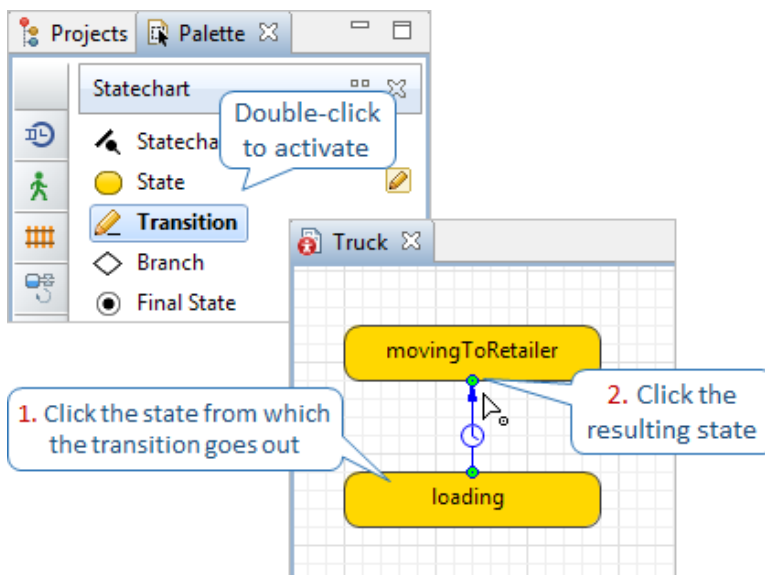 Projects Palette
Statechart
Double-click
to activate
Statecha
State
Transition
Branch
Final State
Truck
movingToRetailer
1. Click the state from which
the transition goes out
2. Click the
resulting state
loading